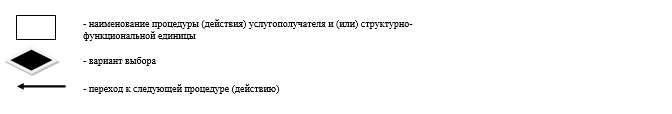 - наименование процедуры (действия) услугополучателя и (или) структурно-
функциональной единицы
- вариант выбора
- переход к следующей процедуре (действию)